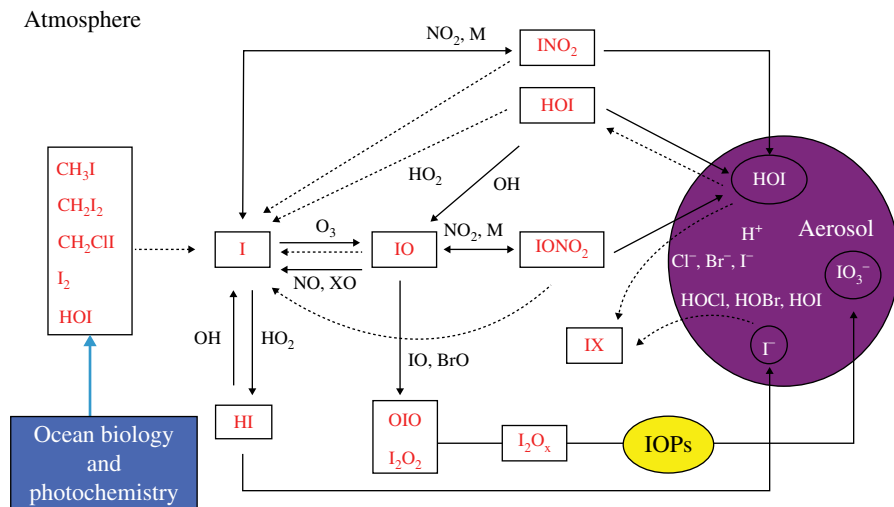 Atmosphere
NO₂, M
INO₂
HOI
CH₃I
CH₂I₂
CH₂ClI
I₂
HOI
HO₂
OH
HOI
H⁺
Aerosol
Cl⁻, Br⁻, I⁻
IO₃⁻
HOCl, HOBr, HOI
I⁻
I
O₃
IO
NO₂, M
IONO₂
NO, XO
OH
HO₂
IO, BrO
IX
HI
OIO
I₂O₂
I₂Oₓ
IOPs
Ocean biology
and
photochemistry